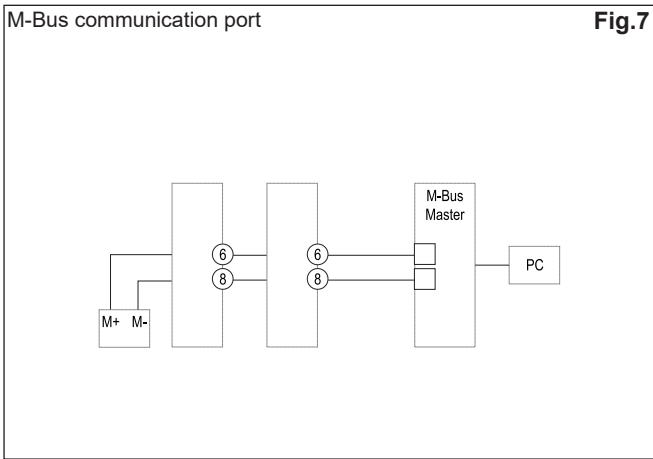 M-Bus communication port
Fig.7
M-Bus
Master
6
6
PC
8
8
M+ M-